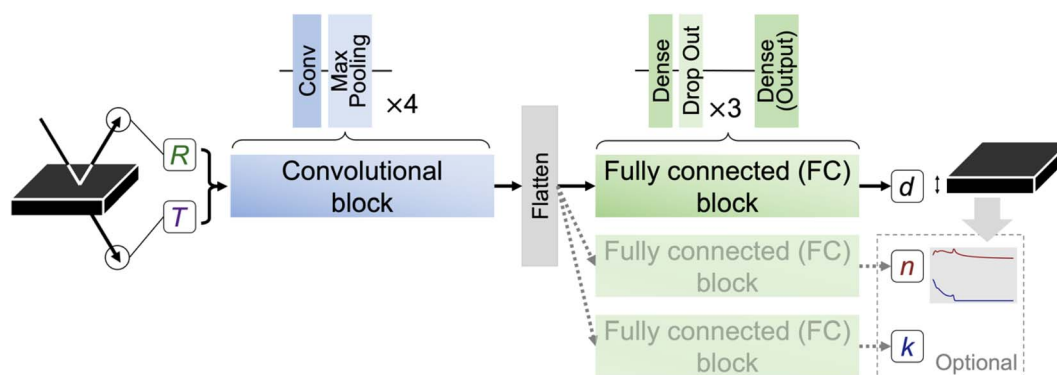 Conv
Max
Pooling
×4
Dense
Drop Out
×3
Dense
(Output)
R
T
Convolutional
block
Flatten
Fully connected (FC)
block
d
Fully connected (FC)
block
n
Fully connected (FC)
block
k
Optional